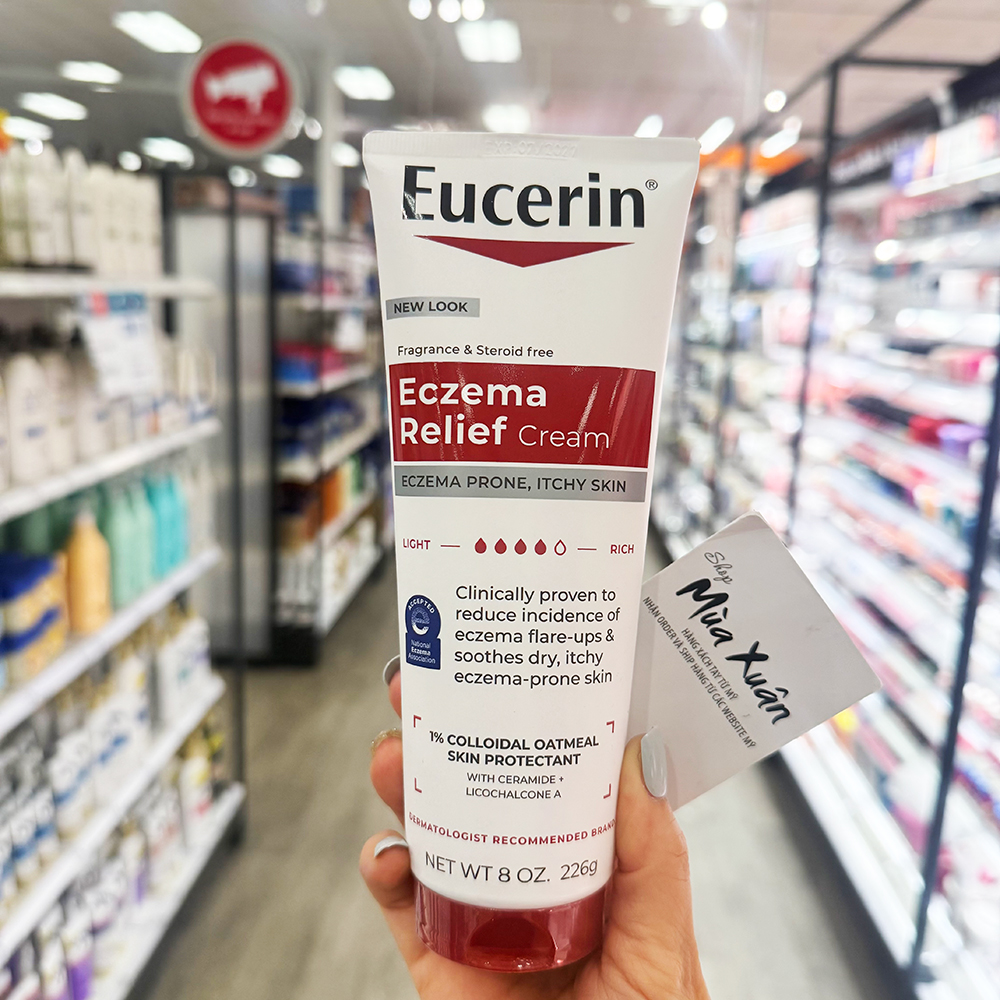 Eucerin®
NEW LOOK
Fragrance & Steroid free
Eczema
Relief Cream
ECZEMA PRONE, ITCHY SKIN
LIGHT — — RICH
ACCEPTED
National
Eczema
Association
Clinically proven to
reduce incidence of
eczema flare-ups &
soothes dry, itchy
eczema-prone skin
1% COLLOIDAL OATMEAL
SKIN PROTECTANT
WITH CERAMIDE +
LICOCHALCONE A
DERMATOLOGIST RECOMMENDED BRAND
NET WT 8 OZ. 226g
Shop
Mùa Xuân
HÀNG XÁCH TAY TỪ MỸ
NHẬN ORDER VÀ SHIP HÀNG TỪ CÁC WEBSITE MỸ